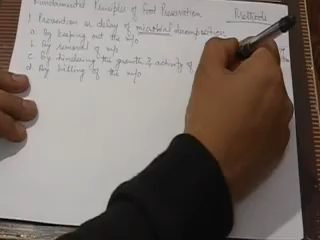 Fundamental Principle of Food Preservation Methods
1. Prevention or delay of microbial decomposition
a. By keeping out the m/o
b. By removal of m/o
c. By hindering the growth & activity of
d. By killing of the m/o